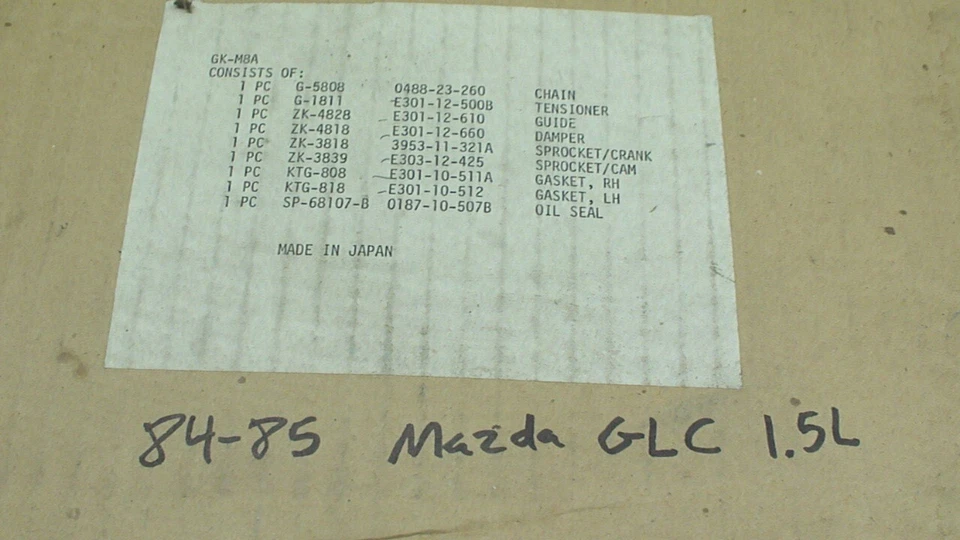 GK-M8A
CONSISTS OF:
1 PC G-5808 0488-23-260 CHAIN
1 PC G-1811 E301-12-500B TENSIONER
1 PC ZK-4828 E301-12-610 GUIDE
1 PC ZK-4818 E301-12-660 DAMPER
1 PC ZK-3818 3953-11-321A SPROCKET/CRANK
1 PC ZK-3839 E303-12-425 SPROCKET/CAM
1 PC KTG-808 E301-10-511A GASKET, RH
1 PC KTG-818 E301-10-512 GASKET, LH
1 PC SP-68107-B 0187-10-507B OIL SEAL
MADE IN JAPAN
84-85 Mazda GLC 1.5L